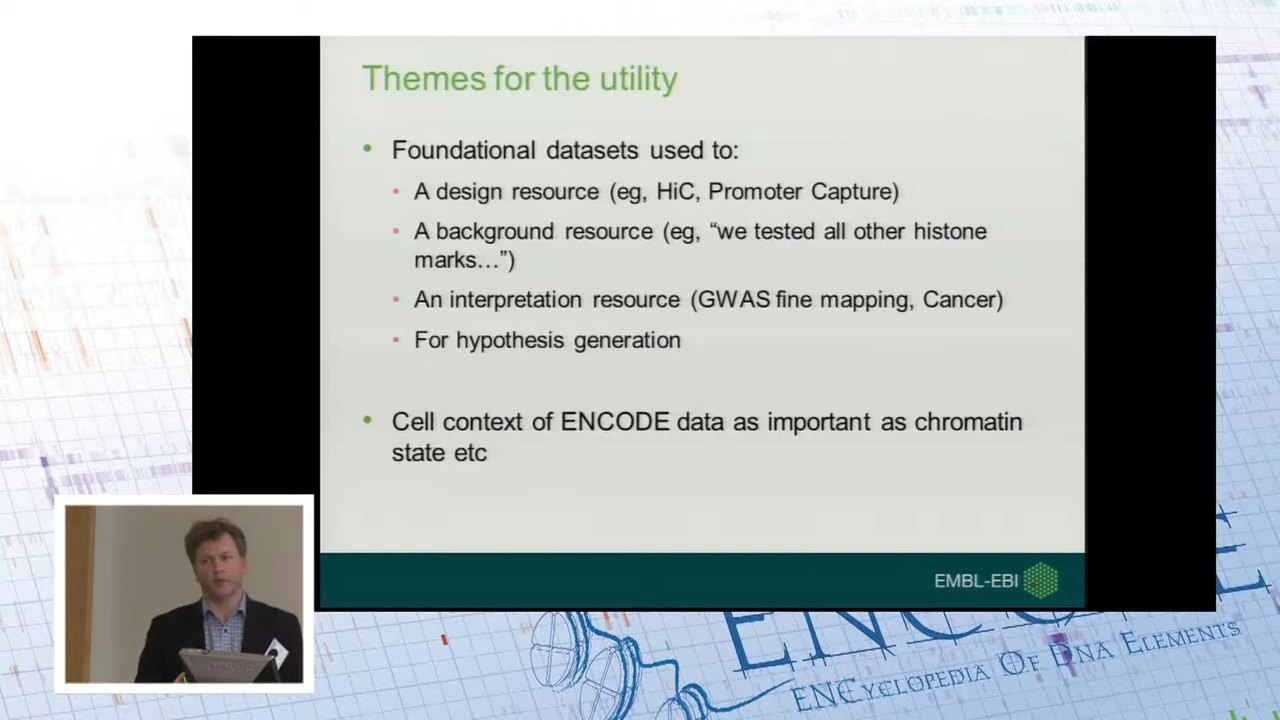 Themes for the utility
• Foundational datasets used to:
• A design resource (eg, HiC, Promoter Capture)
• A background resource (eg, “we tested all other histone
marks…”)
• An interpretation resource (GWAS fine mapping, Cancer)
• For hypothesis generation
• Cell context of ENCODE data as important as chromatin
state etc
EMBL-EBI
ENCODE
ENCYCLOPEDIA OF DNA ELEMENTS